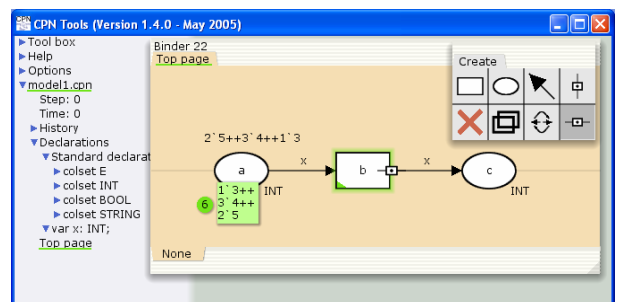 CPN Tools (Version 1.4.0 - May 2005)
Tool box
Help
Options
model1.cpn
Step: 0
Time: 0
History
Declarations
Standard declarat
colset E
colset INT
colset BOOL
colset STRING
var x: INT;
Top page
Binder 22
Top page
Create
2`5++3`4++1`3
a
x
b
x
c
INT
INT
6
1`3++
3`4++
2`5
None